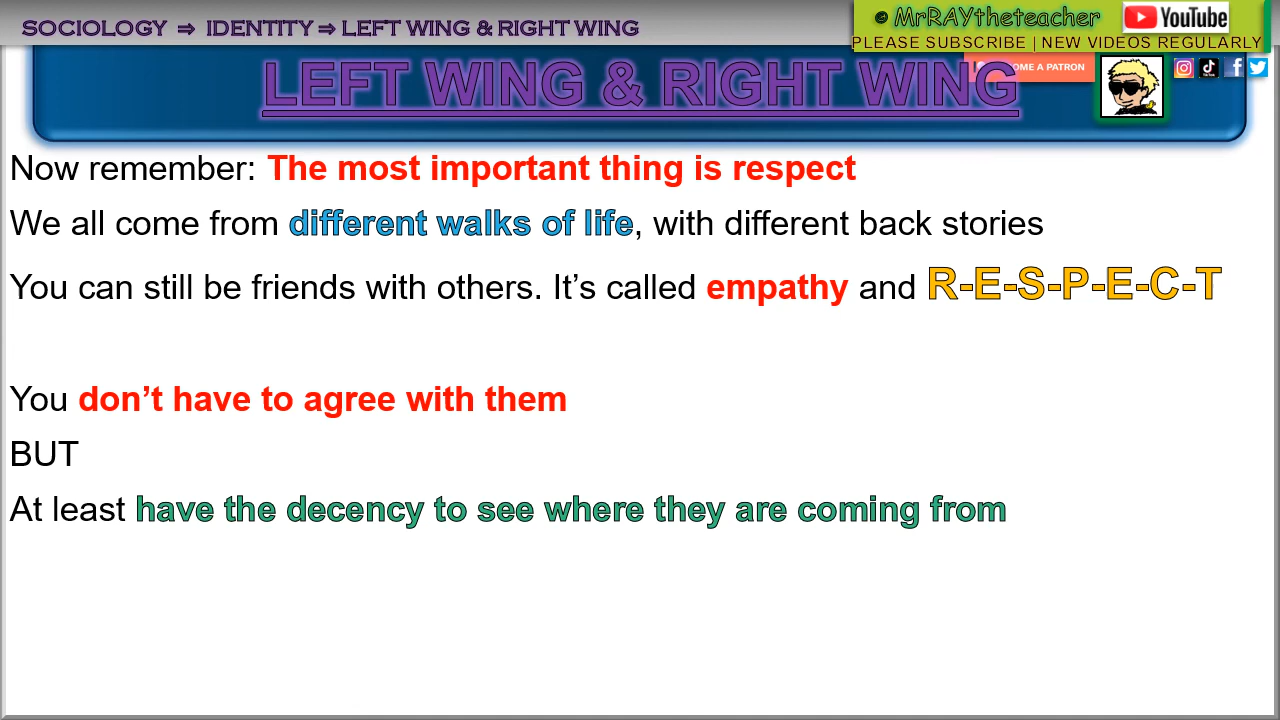 SOCIOLOGY ⇒ IDENTITY ⇒ LEFT WING & RIGHT WING
© MrRAYtheteacher
YouTube
PLEASE SUBSCRIBE | NEW VIDEOS REGULARLY
LEFT WING & RIGHT WING
OME A PATRON
Now remember: The most important thing is respect
We all come from different walks of life, with different back stories
You can still be friends with others. It’s called empathy and R-E-S-P-E-C-T
You don’t have to agree with them
BUT
At least have the decency to see where they are coming from